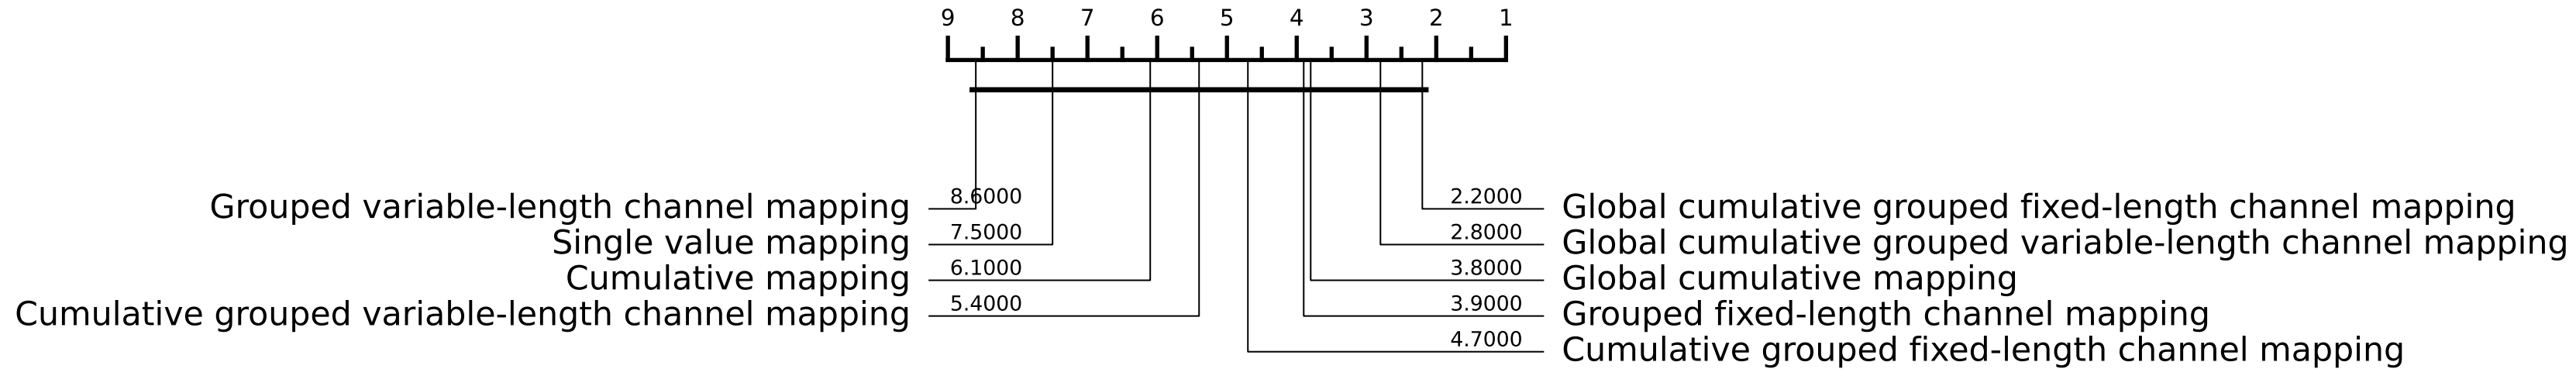 9 8 7 6 5 4 3 2 1
Grouped variable-length channel mapping 8.6000 2.2000 Global cumulative grouped fixed-length channel mapping
Single value mapping 7.5000 2.8000 Global cumulative grouped variable-length channel mapping
Cumulative mapping 6.1000 3.8000 Global cumulative mapping
Cumulative grouped variable-length channel mapping 5.4000 3.9000 Grouped fixed-length channel mapping
4.7000 Cumulative grouped fixed-length channel mapping